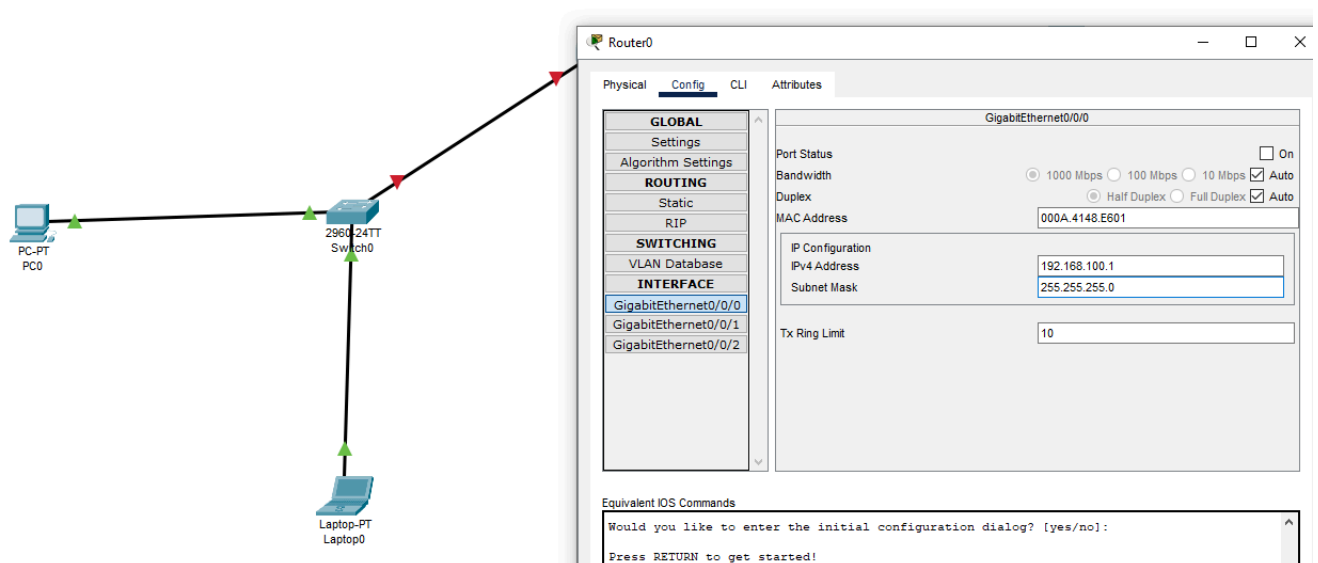 Router0
Physical Config CLI Attributes
GLOBAL
Settings
Algorithm Settings
ROUTING
Static
RIP
SWITCHING
VLAN Database
INTERFACE
GigabitEthernet0/0/0
GigabitEthernet0/0/1
GigabitEthernet0/0/2
GigabitEthernet0/0/0
Port Status On
Bandwidth 1000 Mbps 100 Mbps 10 Mbps Auto
Duplex Half Duplex Full Duplex Auto
MAC Address 000A.4148.E601
IP Configuration
IPv4 Address 192.168.100.1
Subnet Mask 255.255.255.0
Tx Ring Limit 10
Equivalent IOS Commands
Would you like to enter the initial configuration dialog? [yes/no]:
Press RETURN to get started!
PC-PT
PC0
2960-24TT
Switch0
Laptop-PT
Laptop0